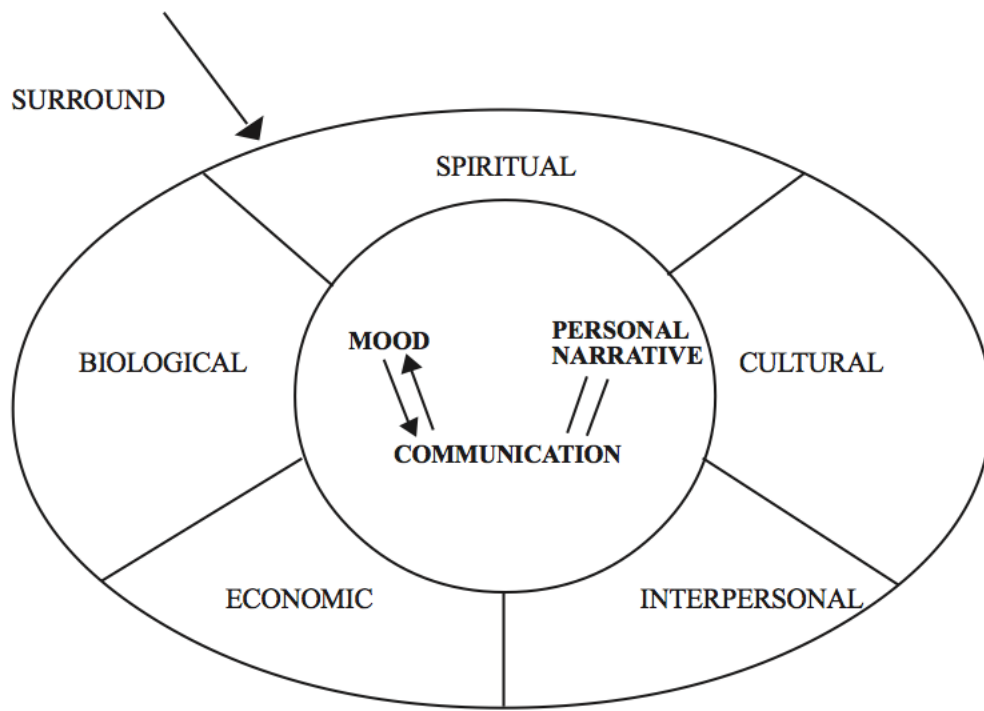 SURROUND
SPIRITUAL
BIOLOGICAL
MOOD
PERSONAL
NARRATIVE
CULTURAL
COMMUNICATION
ECONOMIC
INTERPERSONAL